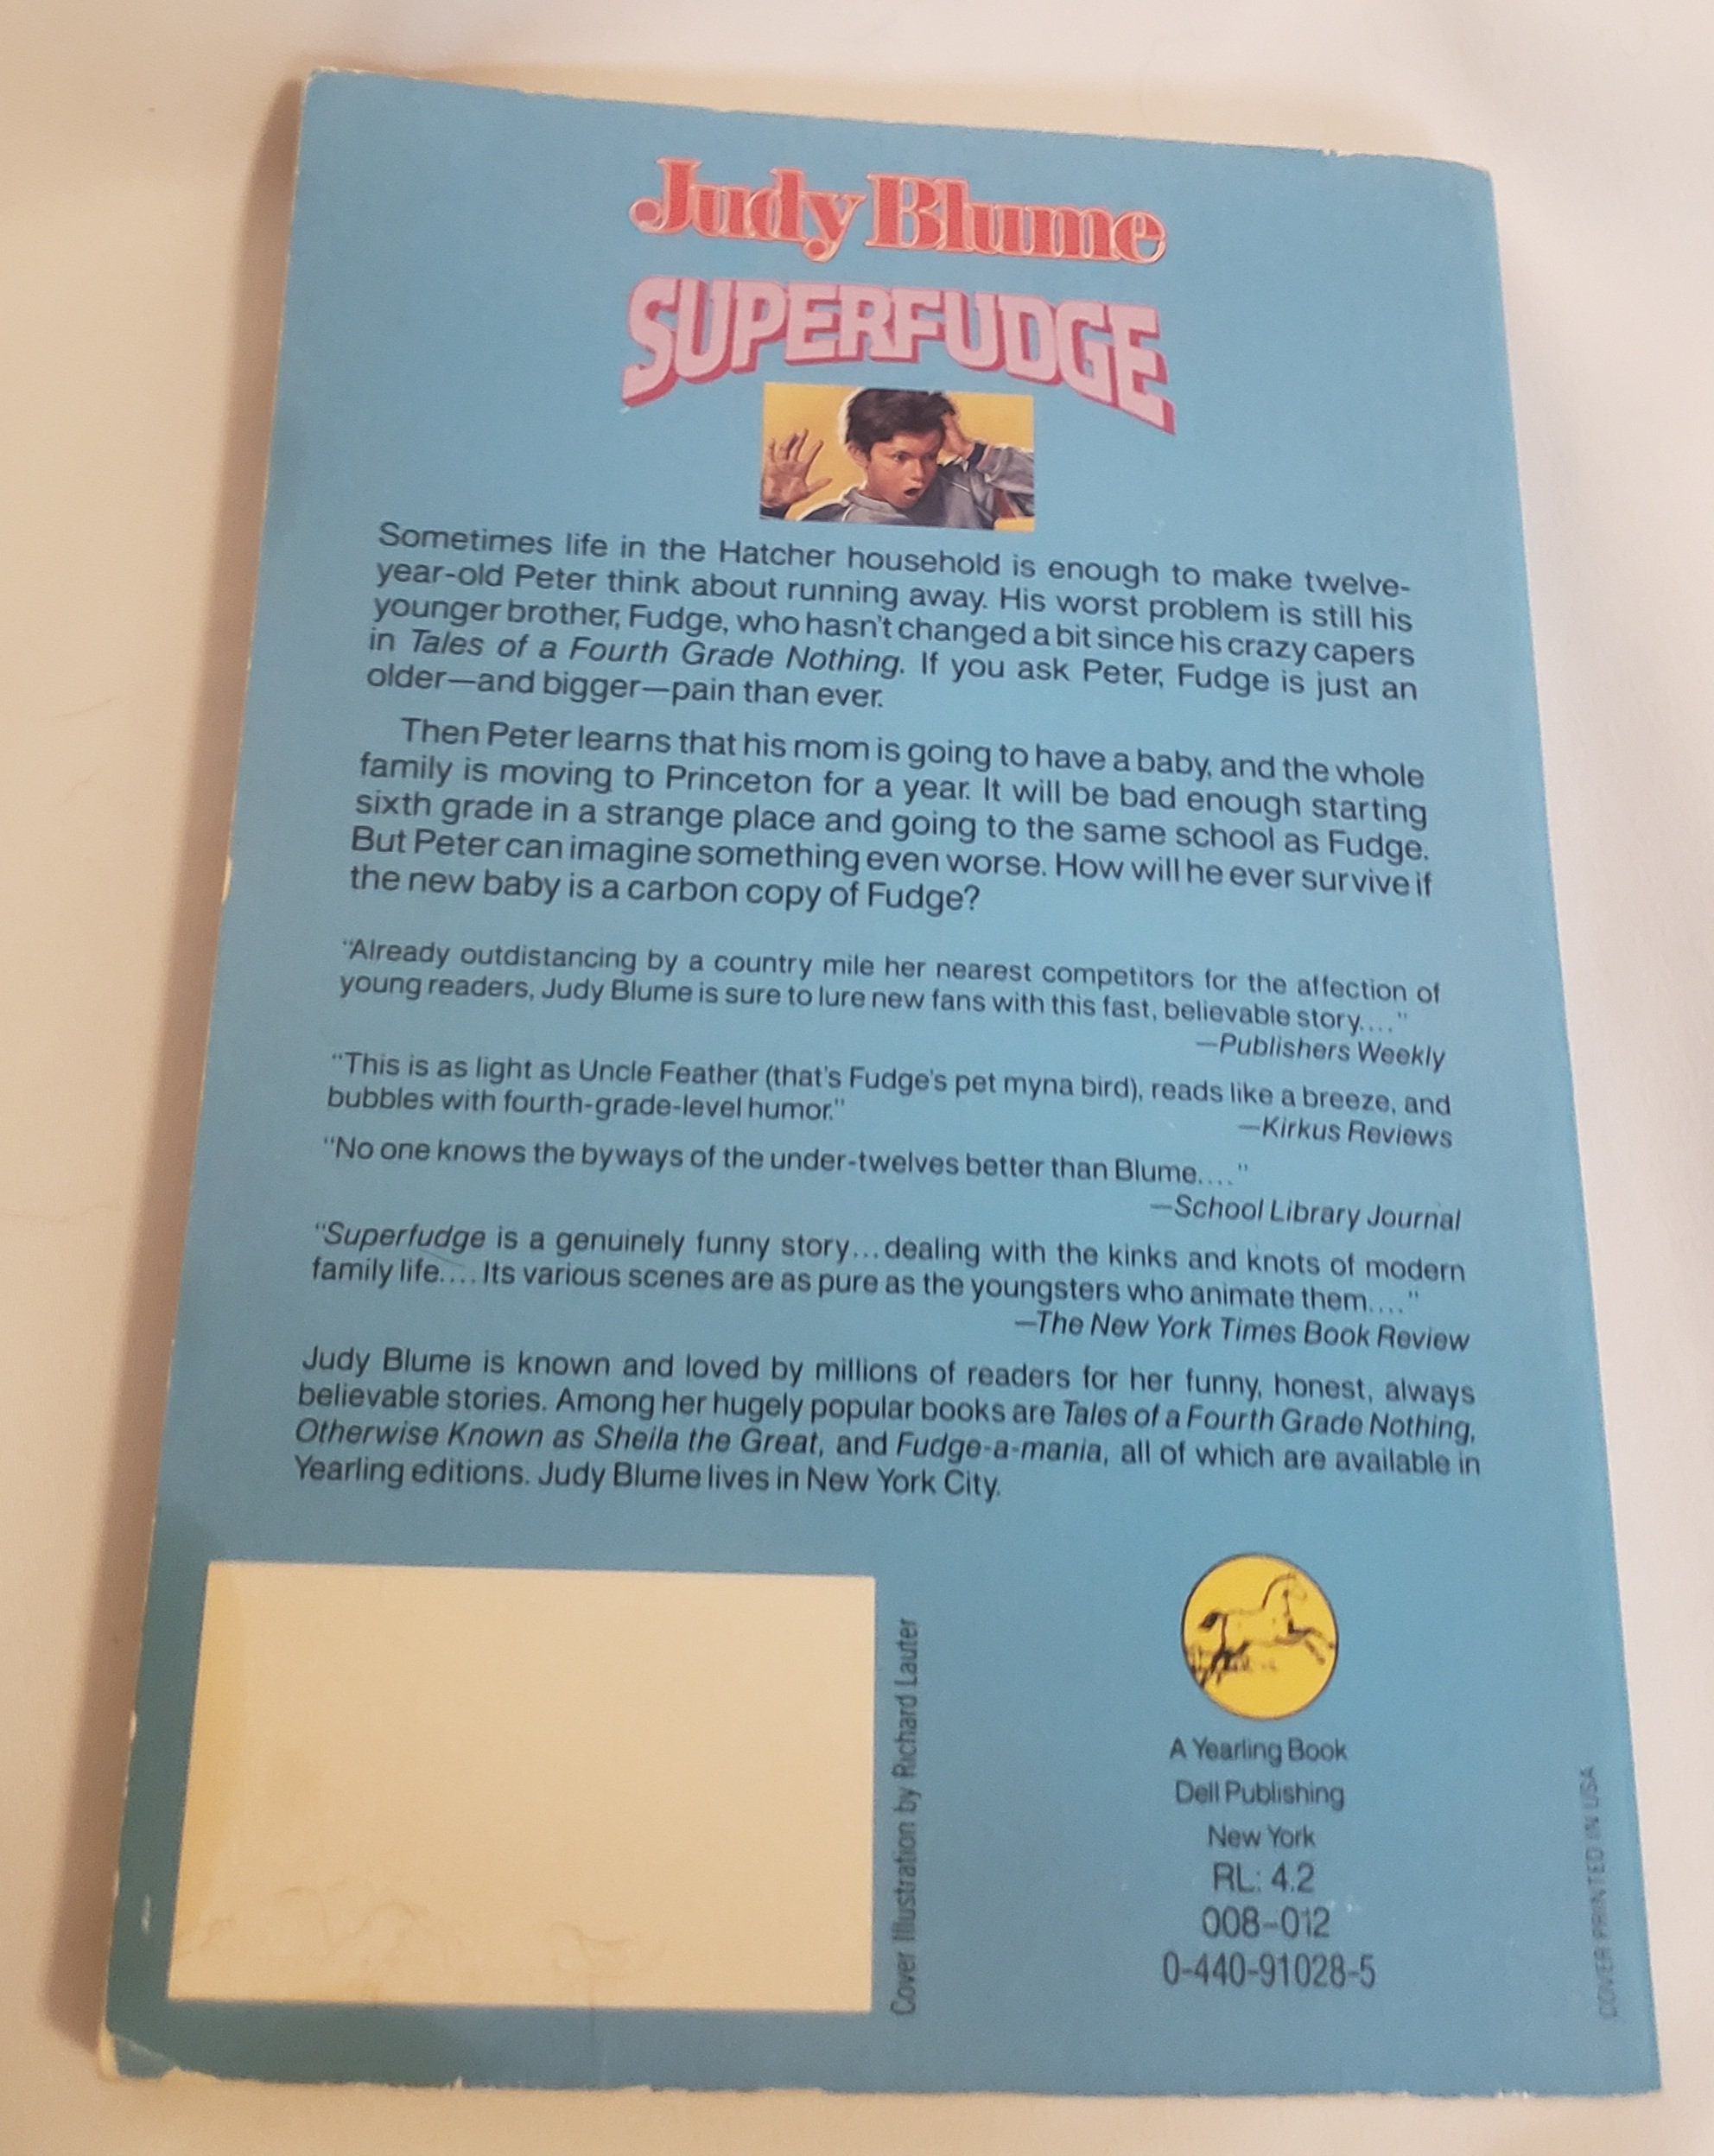 Judy Blume
SUPERFUDGE
Sometimes life in the Hatcher household is enough to make twelve-
year-old Peter think about running away. His worst problem is still his
younger brother, Fudge, who hasn't changed a bit since his crazy capers
in Tales of a Fourth Grade Nothing. If you ask Peter, Fudge is just an
older—and bigger—pain than ever.
Then Peter learns that his mom is going to have a baby, and the whole
family is moving to Princeton for a year. It will be bad enough starting
sixth grade in a strange place and going to the same school as Fudge.
But Peter can imagine something even worse. How will he ever survive if
the new baby is a carbon copy of Fudge?
"Already outdistancing by a country mile her nearest competitors for the affection of
young readers, Judy Blume is sure to lure new fans with this fast, believable story...."
—Publishers Weekly
"This is as light as Uncle Feather (that's Fudge's pet myna bird), reads like a breeze, and
bubbles with fourth-grade-level humor."
—Kirkus Reviews
"No one knows the byways of the under-twelves better than Blume...."
—School Library Journal
"Superfudge is a genuinely funny story...dealing with the kinks and knots of modern
family life.... Its various scenes are as pure as the youngsters who animate them...."
—The New York Times Book Review
Judy Blume is known and loved by millions of readers for her funny, honest, always
believable stories. Among her hugely popular books are Tales of a Fourth Grade Nothing,
Otherwise Known as Sheila the Great, and Fudge-a-mania, all of which are available in
Yearling editions. Judy Blume lives in New York City.
Cover Illustration by Richard Lauter
A Yearling Book
Dell Publishing
New York
RL: 4.2
008-012
0-440-91028-5
COVER PRINTED IN USA